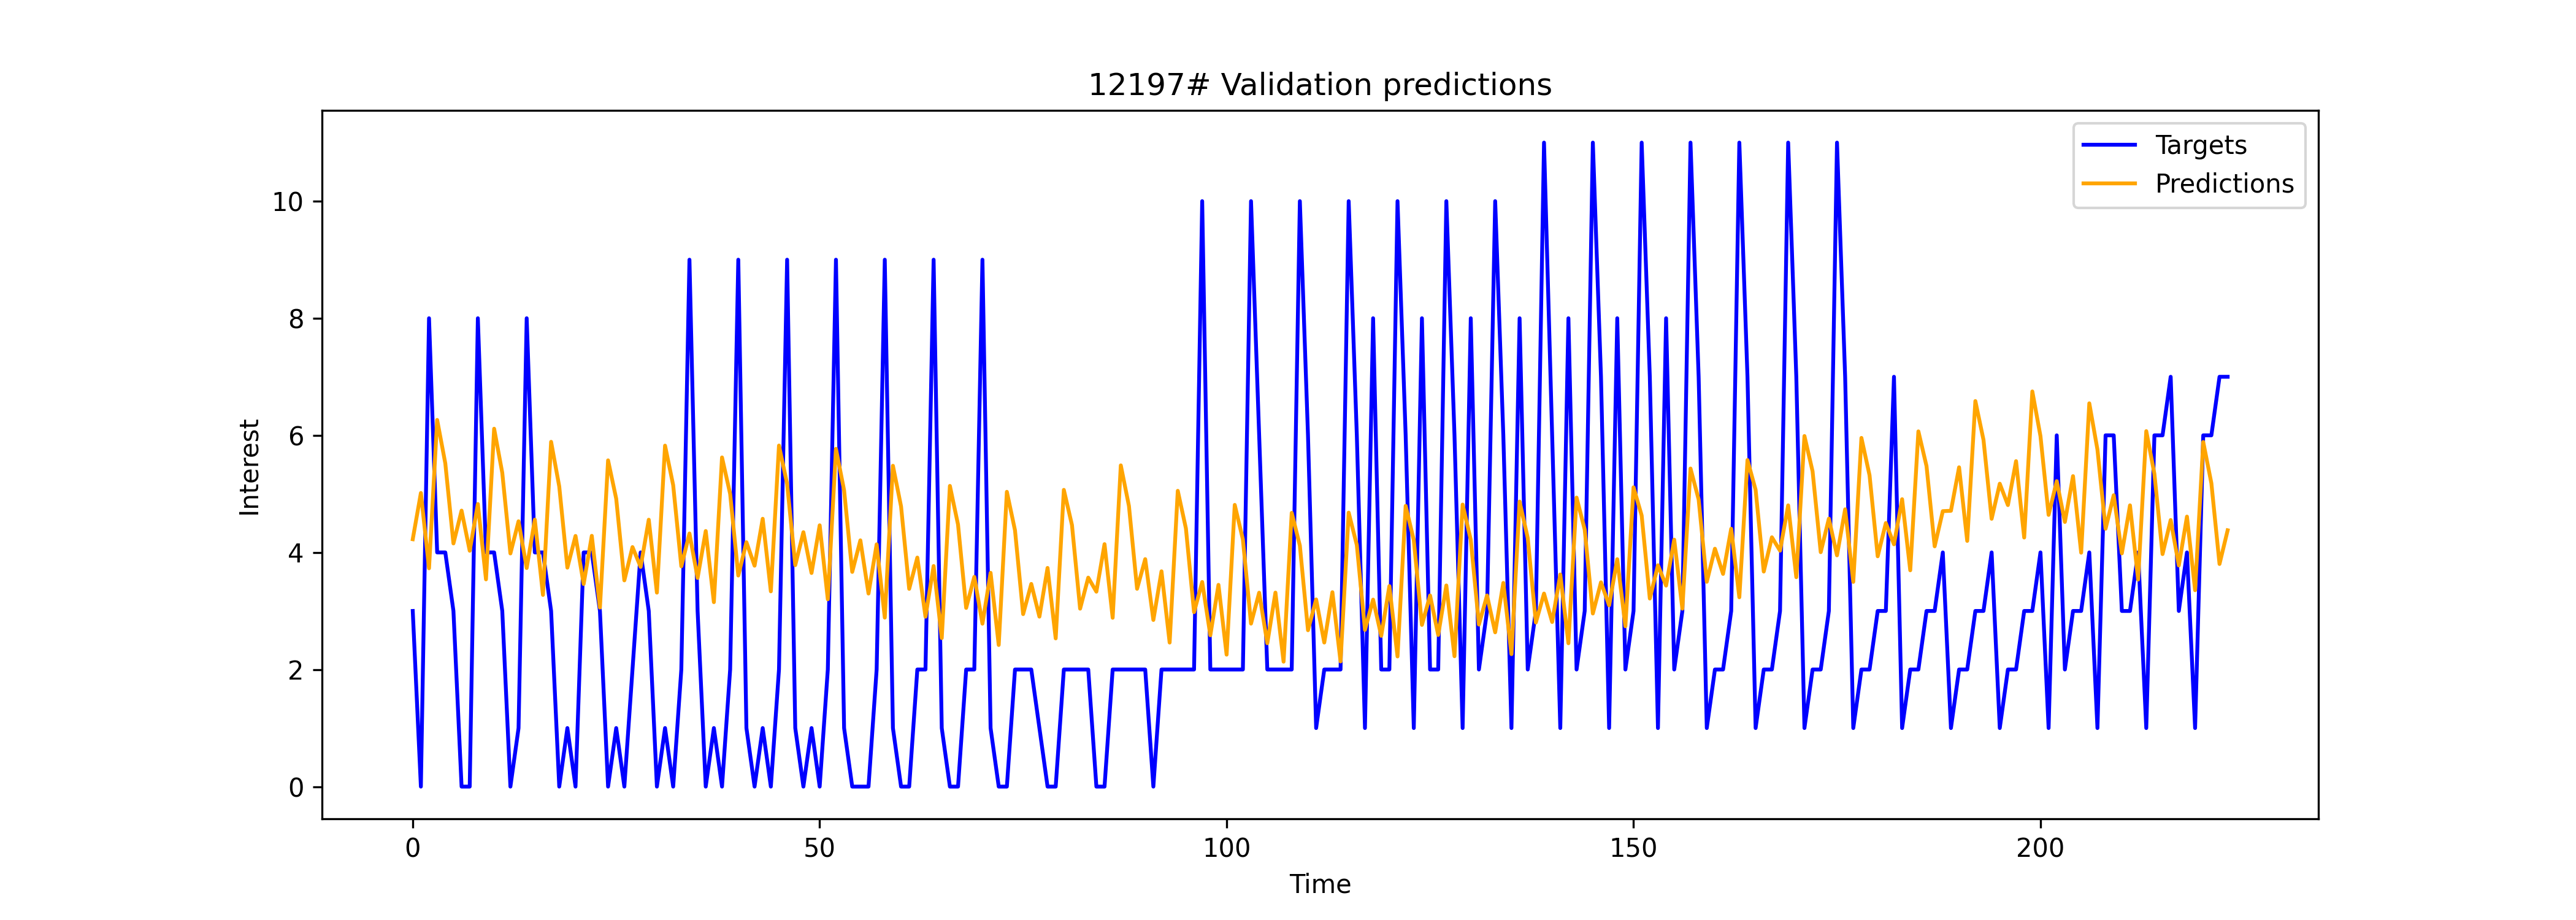 12197# Validation predictions
Targets
Predictions
Interest
10
8
6
4
2
0
0 50 100 150 200
Time